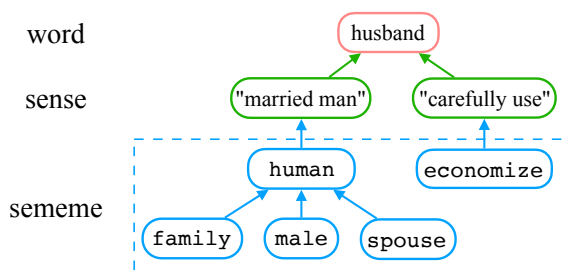 word
husband
sense
"married man"
"carefully use"
human
economize
sememe
family
male
spouse